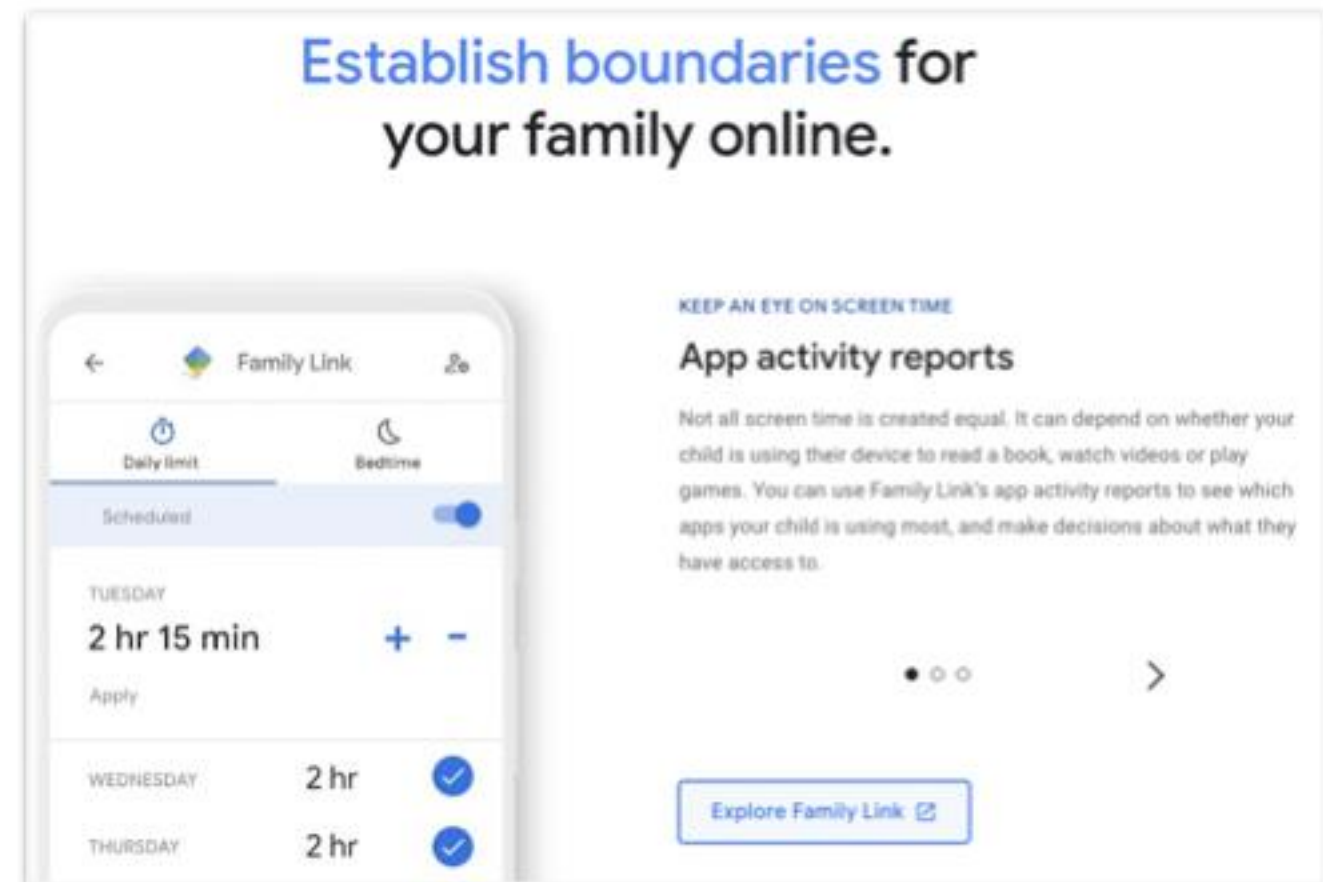 Establish boundaries for
your family online.
Family Link
Daily limit
Bedtime
Scheduled
TUESDAY
2 hr 15 min
+ -
Apply
WEDNESDAY 2 hr
THURSDAY 2 hr
KEEP AN EYE ON SCREEN TIME
App activity reports
Not all screen time is created equal. It can depend on whether your
child is using their device to read a book, watch videos or play
games. You can use Family Link's app activity reports to see which
apps your child is using most, and make decisions about what they
have access to.
Explore Family Link